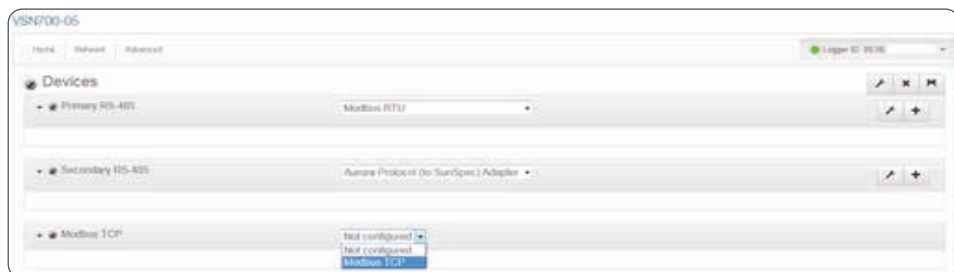 VSN700-05
Home Network Advanced Logger ID:
Devices
Primary RS-485 Modbus RTU
Secondary RS-485 Aurora Protocol (to SunSpec) Adapter
Modbus TCP Not configured
Not configured
Modbus TCP